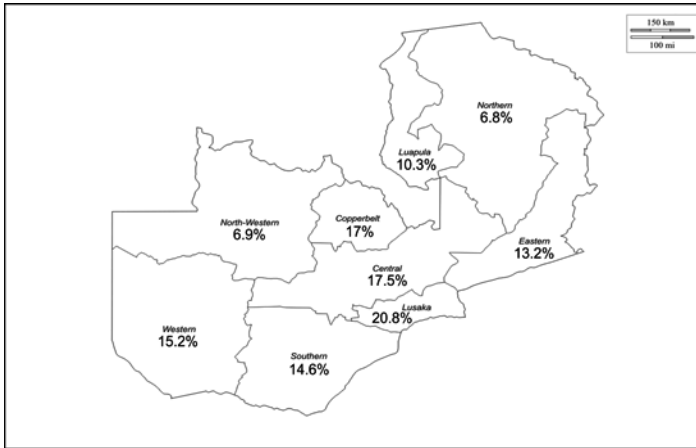 150 km
100 mi
Northern
6.8%
Luapula
10.3%
North-Western
6.9%
Copperbelt
17%
Eastern
13.2%
Central
17.5%
Lusaka
20.8%
Western
15.2%
Southern
14.6%